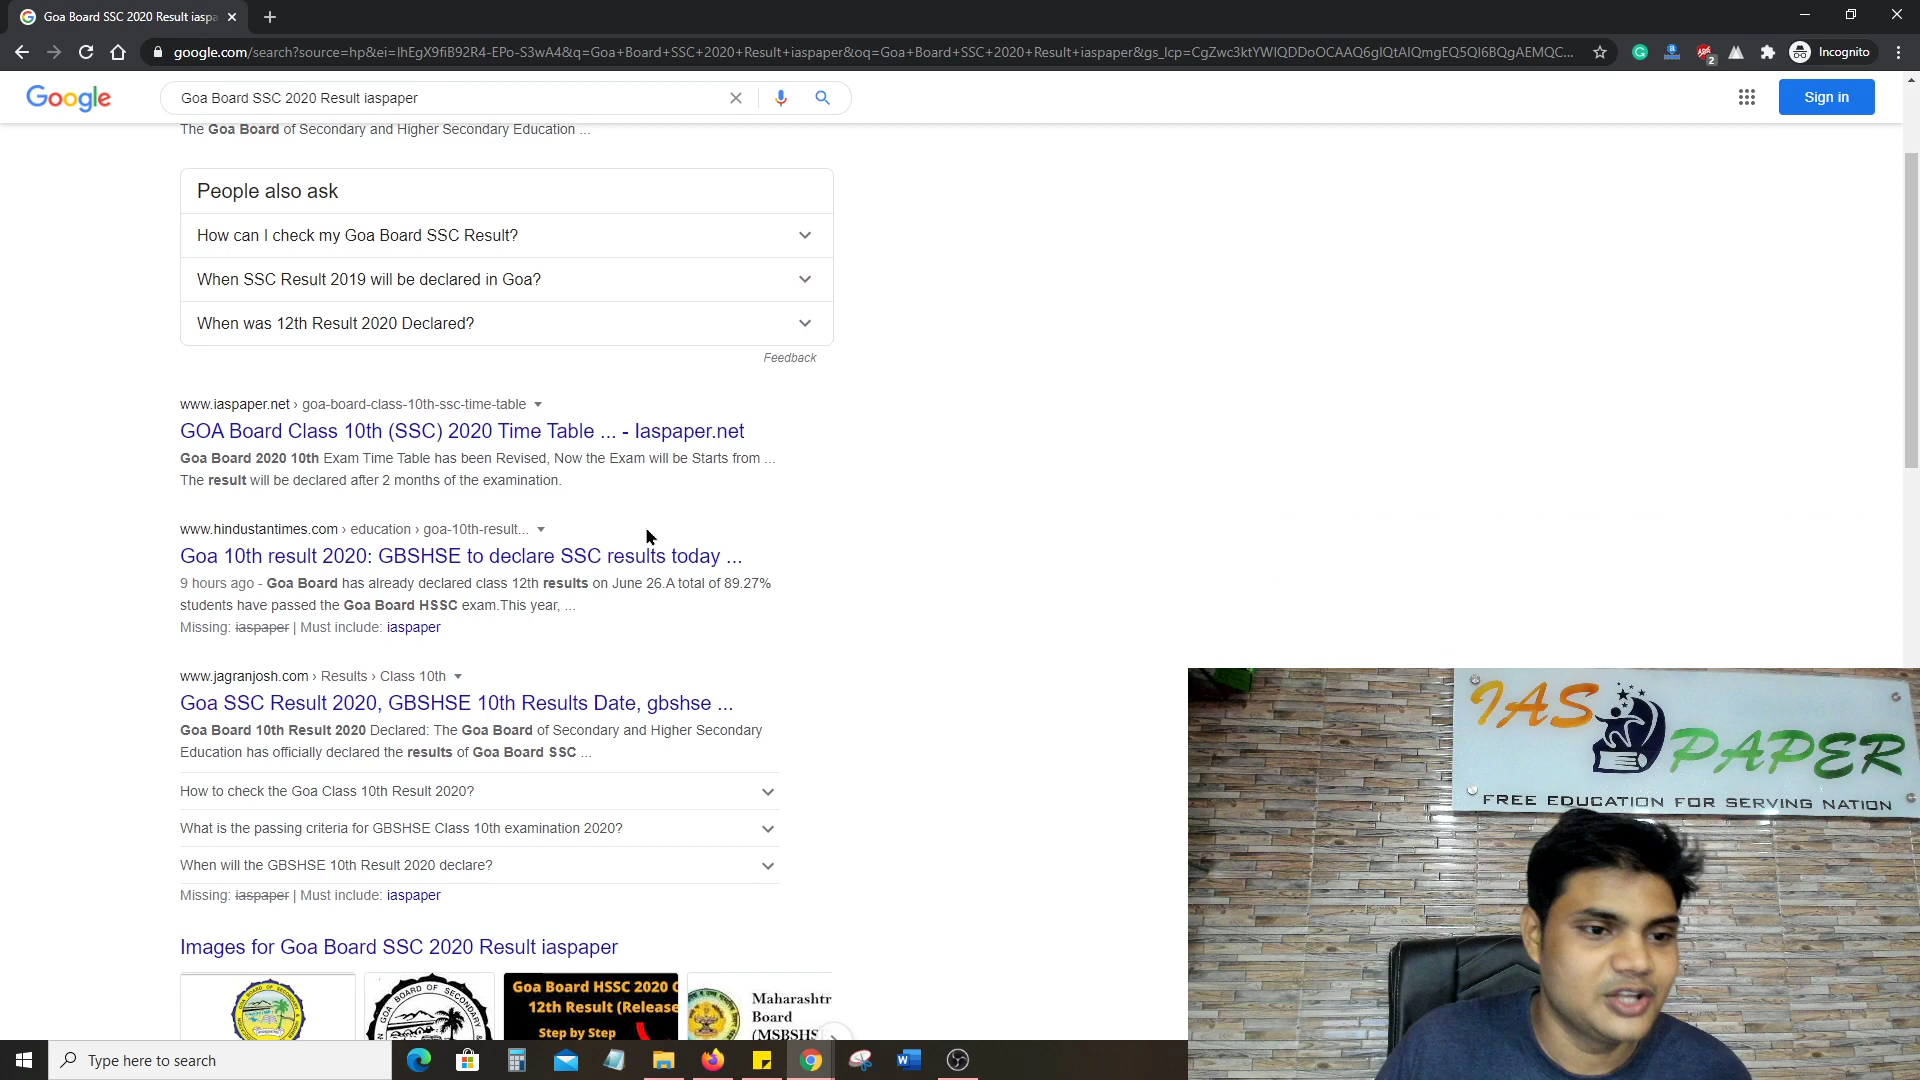 Goa Board SSC 2020 Result iaspa
google.com/search?source=hp&ei=IhEgX9fiB92R4-EPo-S3wA4&q=Goa+Board+SSC+2020+Result+iaspaper&oq=Goa+Board+SSC+2020+Result+iaspaper&gs_lcp=CgZwc3ktYWIQDDoOCAAQ6gIQtAIQmgEQ5QI6BQgAEMQC...
2
Incognito
Google
Goa Board SSC 2020 Result iaspaper
Sign in
The Goa Board of Secondary and Higher Secondary Education ...
People also ask
How can I check my Goa Board SSC Result?
When SSC Result 2019 will be declared in Goa?
When was 12th Result 2020 Declared?
Feedback
www.iaspaper.net › goa-board-class-10th-ssc-time-table
GOA Board Class 10th (SSC) 2020 Time Table ... - Iaspaper.net
Goa Board 2020 10th Exam Time Table has been Revised, Now the Exam will be Starts from ...
The result will be declared after 2 months of the examination.
www.hindustantimes.com › education › goa-10th-result...
Goa 10th result 2020: GBSHSE to declare SSC results today ...
9 hours ago - Goa Board has already declared class 12th results on June 26.A total of 89.27%
students have passed the Goa Board HSSC exam.This year, ...
Missing: iaspaper | Must include: iaspaper
www.jagranjosh.com › Results › Class 10th
Goa SSC Result 2020, GBSHSE 10th Results Date, gbshse ...
Goa Board 10th Result 2020 Declared: The Goa Board of Secondary and Higher Secondary
Education has officially declared the results of Goa Board SSC ...
How to check the Goa Class 10th Result 2020?
What is the passing criteria for GBSHSE Class 10th examination 2020?
When will the GBSHSE 10th Result 2020 declare?
Missing: iaspaper | Must include: iaspaper
Images for Goa Board SSC 2020 Result iaspaper
Goa Board HSSC 2020 C
12th Result (Release
Step by Step
Maharashtr
Board
(MSBSHS
IAS
PAPER
FREE EDUCATION FOR SERVING NATION
Type here to search